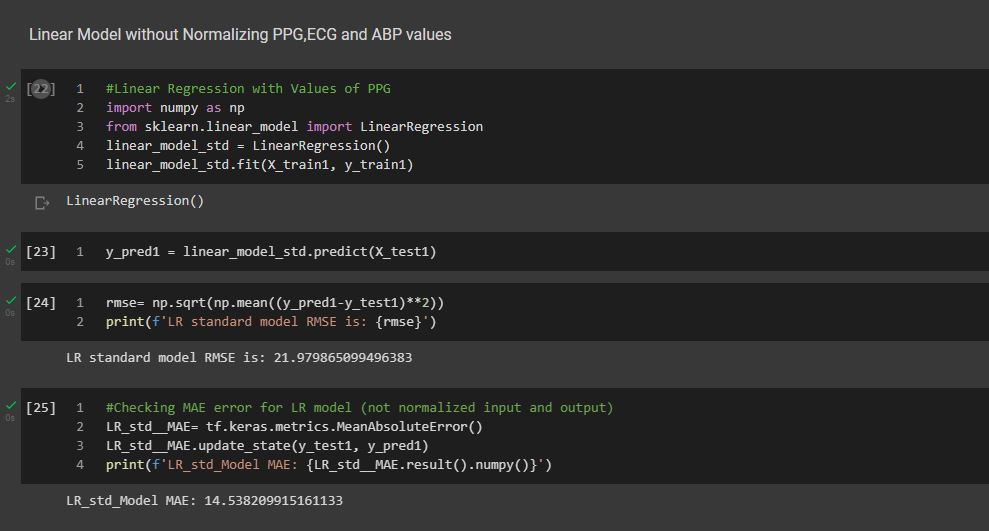 Linear Model without Normalizing PPG,ECG and ABP values
[22]
2s
1 #Linear Regression with Values of PPG
2 import numpy as np
3 from sklearn.linear_model import LinearRegression
4 linear_model_std = LinearRegression()
5 linear_model_std.fit(X_train1, y_train1)
LinearRegression()
[23] 1 y_pred1 = linear_model_std.predict(X_test1)
0s
[24] 1 rmse= np.sqrt(np.mean((y_pred1-y_test1)**2))
0s
2 print(f'LR standard model RMSE is: {rmse}')
LR standard model RMSE is: 21.979865099496383
[25] 1 #Checking MAE error for LR model (not normalized input and output)
0s
2 LR_std__MAE= tf.keras.metrics.MeanAbsoluteError()
3 LR_std__MAE.update_state(y_test1, y_pred1)
4 print(f'LR_std_Model MAE: {LR_std__MAE.result().numpy()}')
LR_std_Model MAE: 14.538209915161133